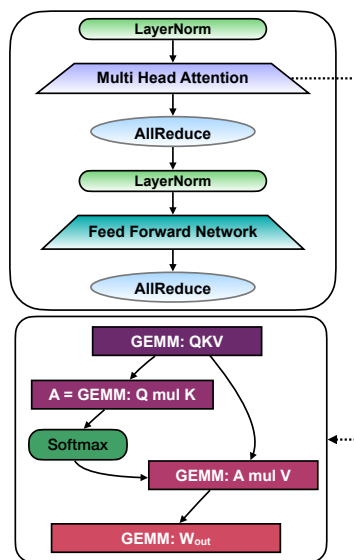 LayerNorm
Multi Head Attention
AllReduce
LayerNorm
Feed Forward Network
AllReduce
GEMM: QKV
A = GEMM: Q mul K
Softmax
GEMM: A mul V
GEMM: Wout